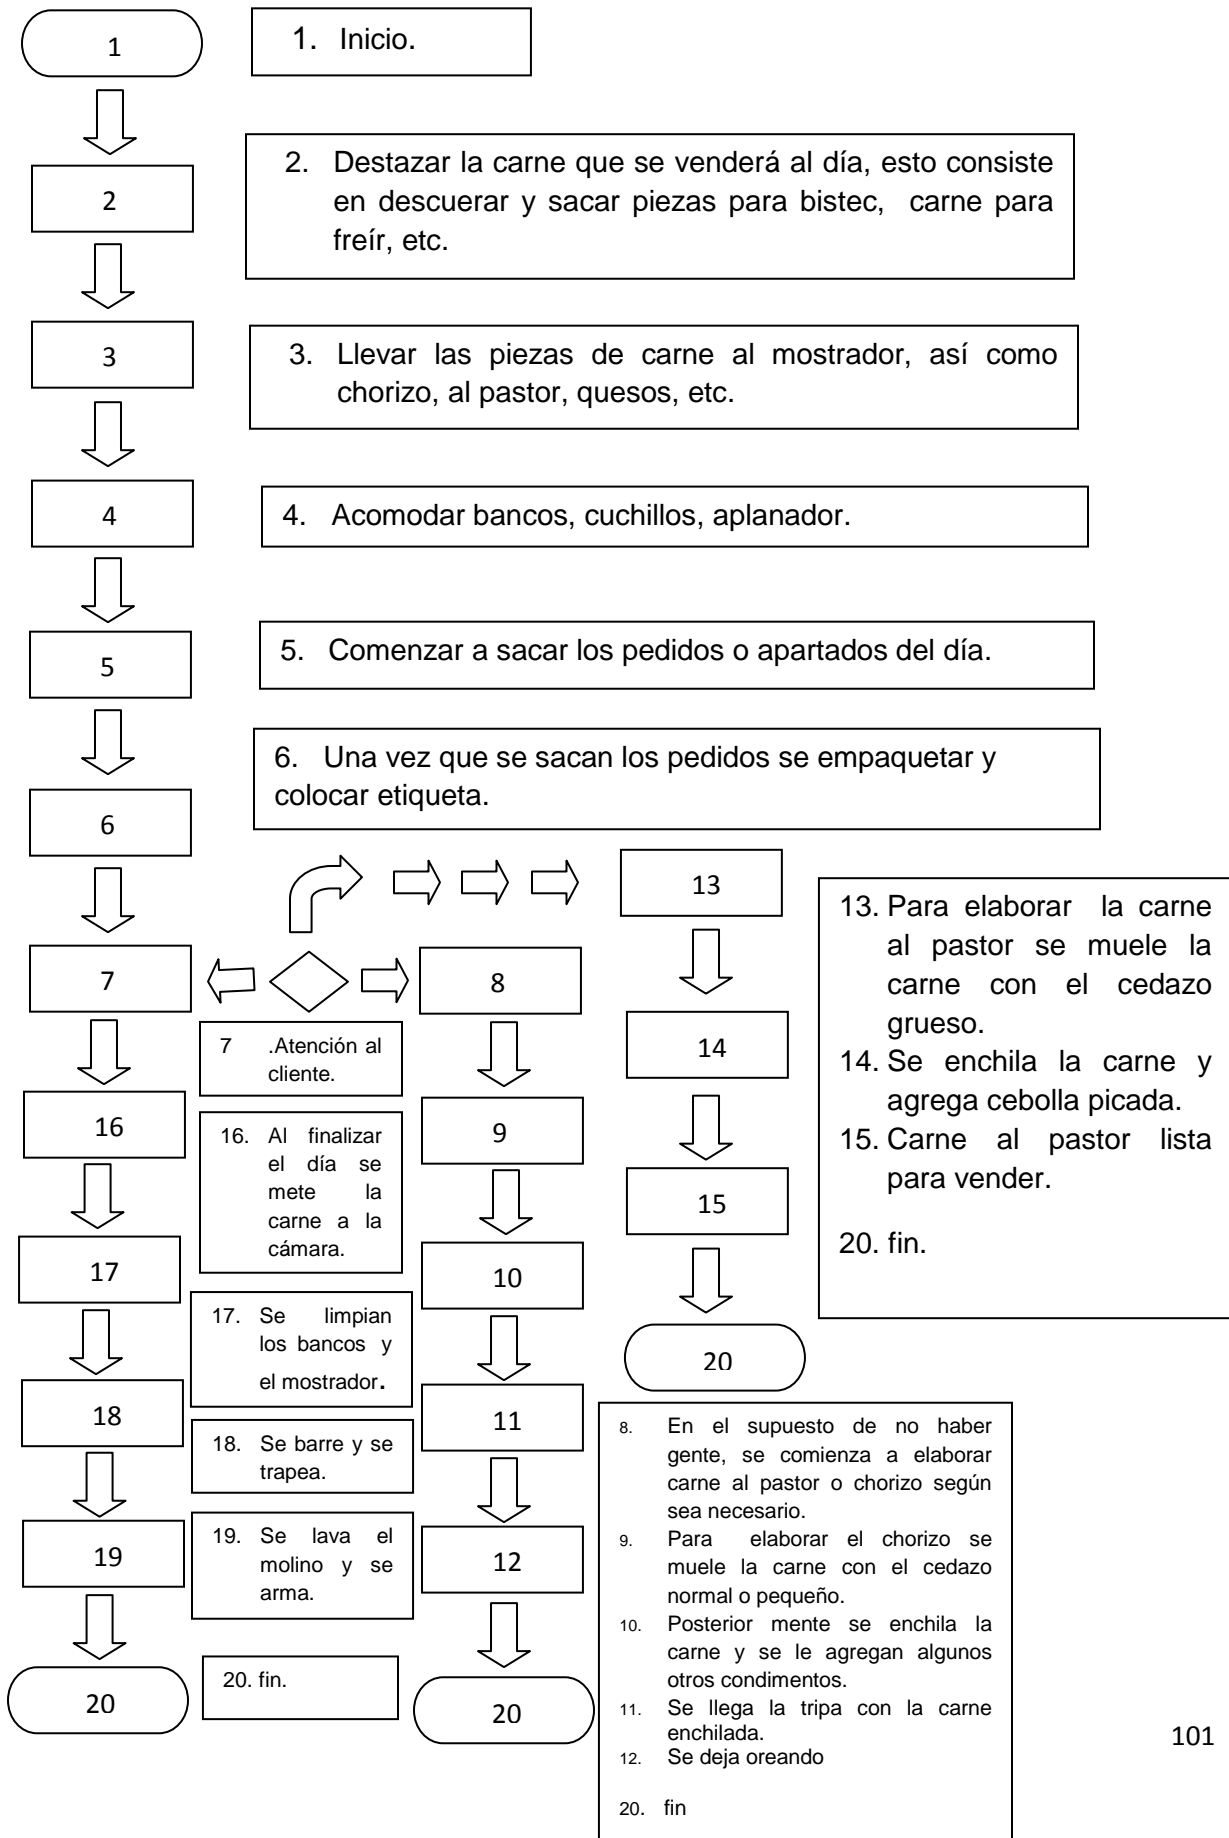 1
1. Inicio.
2
2. Destazar la carne que se venderá al día, esto consiste
en descuerar y sacar piezas para bistec, carne para
freír, etc.
3
3. Llevar las piezas de carne al mostrador, así como
chorizo, al pastor, quesos, etc.
4
4. Acomodar bancos, cuchillos, aplanador.
5
5. Comenzar a sacar los pedidos o apartados del día.
6
6. Una vez que se sacan los pedidos se empaquetar y
colocar etiqueta.
7
7 .Atención al
cliente.
16
16. Al finalizar
el día se
mete la
carne a la
cámara.
17
17. Se limpian
los bancos y
el mostrador.
18
18. Se barre y se
trapea.
19
19. Se lava el
molino y se
arma.
20
20. fin.
8
9
10
11
12
20
8. En el supuesto de no haber
gente, se comienza a elaborar
carne al pastor o chorizo según
sea necesario.
9. Para elaborar el chorizo se
muele la carne con el cedazo
normal o pequeño.
10. Posterior mente se enchila la
carne y se le agregan algunos
otros condimentos.
11. Se llega la tripa con la carne
enchilada.
12. Se deja oreando
20. fin
13
14
15
20
13. Para elaborar la carne
al pastor se muele la
carne con el cedazo
grueso.
14. Se enchila la carne y
agrega cebolla picada.
15. Carne al pastor lista
para vender.
20. fin.
101